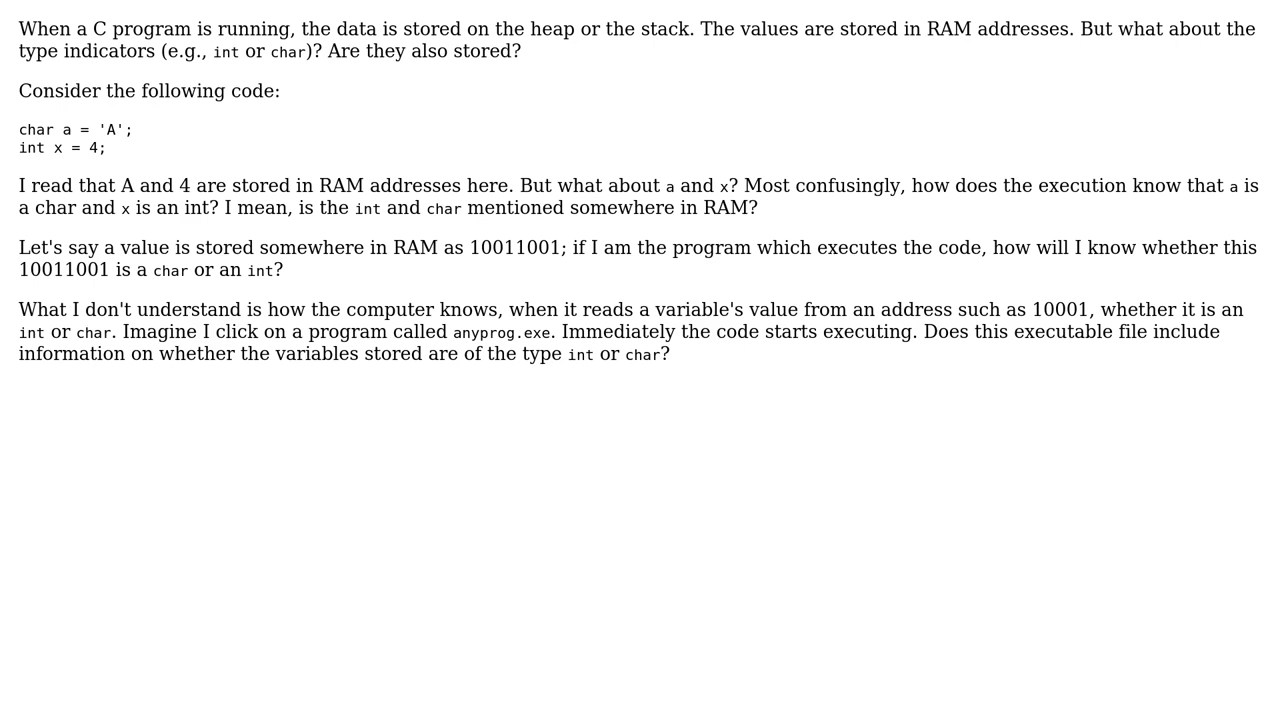 When a C program is running, the data is stored on the heap or the stack. The values are stored in RAM addresses. But what about the
type indicators (e.g., int or char)? Are they also stored?
Consider the following code:
char a = 'A';
int x = 4;
I read that A and 4 are stored in RAM addresses here. But what about a and x? Most confusingly, how does the execution know that a is
a char and x is an int? I mean, is the int and char mentioned somewhere in RAM?
Let's say a value is stored somewhere in RAM as 10011001; if I am the program which executes the code, how will I know whether this
10011001 is a char or an int?
What I don't understand is how the computer knows, when it reads a variable's value from an address such as 10001, whether it is an
int or char. Imagine I click on a program called anyprog.exe. Immediately the code starts executing. Does this executable file include
information on whether the variables stored are of the type int or char?